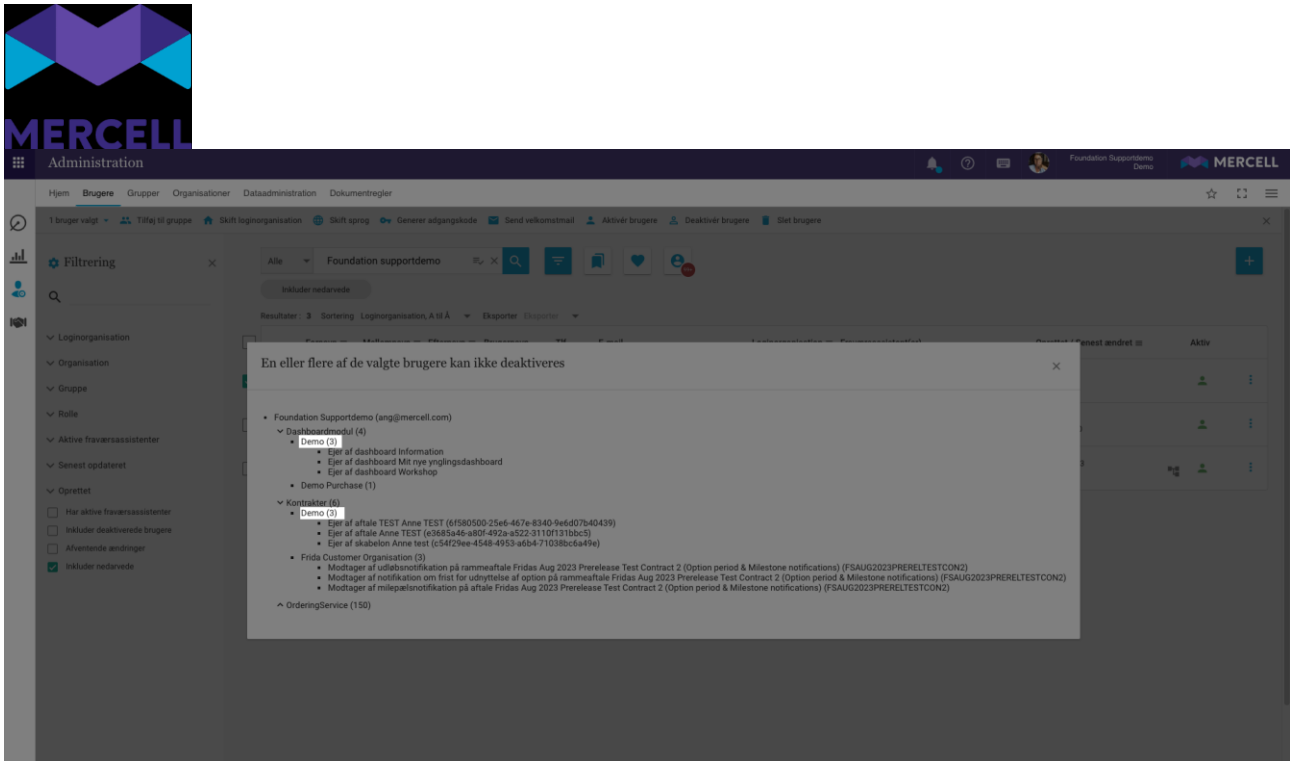 MERCELL
Administration
Foundation Supportdemo
Demo
MERCELL
Hjem Brugere Grupper Organisationer Dataadministration Dokumentregler
1 bruger valgt Tilføj til gruppe Skift loginorganisation Skift sprog Generer adgangskode Send velkomstmail Aktivér brugere Deaktivér brugere Slet brugere
Filtrering
Alle Foundation supportdemo
Inkluder nedarvede
Resultater: 3 Sortering Loginorganisation, A til Å Eksporter Eksporter
Loginorganisation
Organisation
Gruppe
Rolle
Aktive fraværsassistenter
Senest opdateret
Oprettet
Har aktive fraværsassistenter
Inkluder deaktiverede brugere
Afventende ændringer
Inkluder nedarvede
Senest ændret Aktiv
En eller flere af de valgte brugere kan ikke deaktiveres
Foundation Supportdemo (ang@mercell.com)
Dashboardmodul (4)
Demo (3)
Ejer af dashboard Information
Ejer af dashboard Mit nye ynglingsdashboard
Ejer af dashboard Workshop
Demo Purchase (1)
Kontrakter (6)
Demo (3)
Ejer af aftale TEST Anne TEST (6f580500-25e6-467e-8340-9e6d07b40439)
Ejer af aftale Anne TEST (e3685a46-a80f-492a-a522-3110f131bbc5)
Ejer af skabelon Anne test (c54f29ee-4548-4953-a6b4-71038bc6a49e)
Frida Customer Organisation (3)
Modtager af udløbsnotifikation på rammeaftale Fridas Aug 2023 Prerelease Test Contract 2 (Option period & Milestone notifications) (FSAUG2023PRERELTESTCON2)
Modtager af notifikation om frist for udnyttelse af option på rammeaftale Fridas Aug 2023 Prerelease Test Contract 2 (Option period & Milestone notifications) (FSAUG2023PRERELTESTCON2)
Modtager af milepælsnotifikation på aftale Fridas Aug 2023 Prerelease Test Contract 2 (Option period & Milestone notifications) (FSAUG2023PRERELTESTCON2)
OrderingService (150)